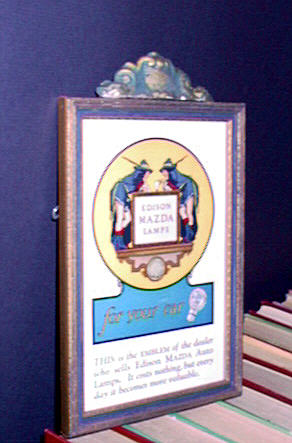 EDISON
MAZDA
LAMPS
for your car
THIS is the EMBLEM of the dealer
who sells Edison MAZDA Auto
Lamps. It costs nothing, but every
day it becomes more valuable.